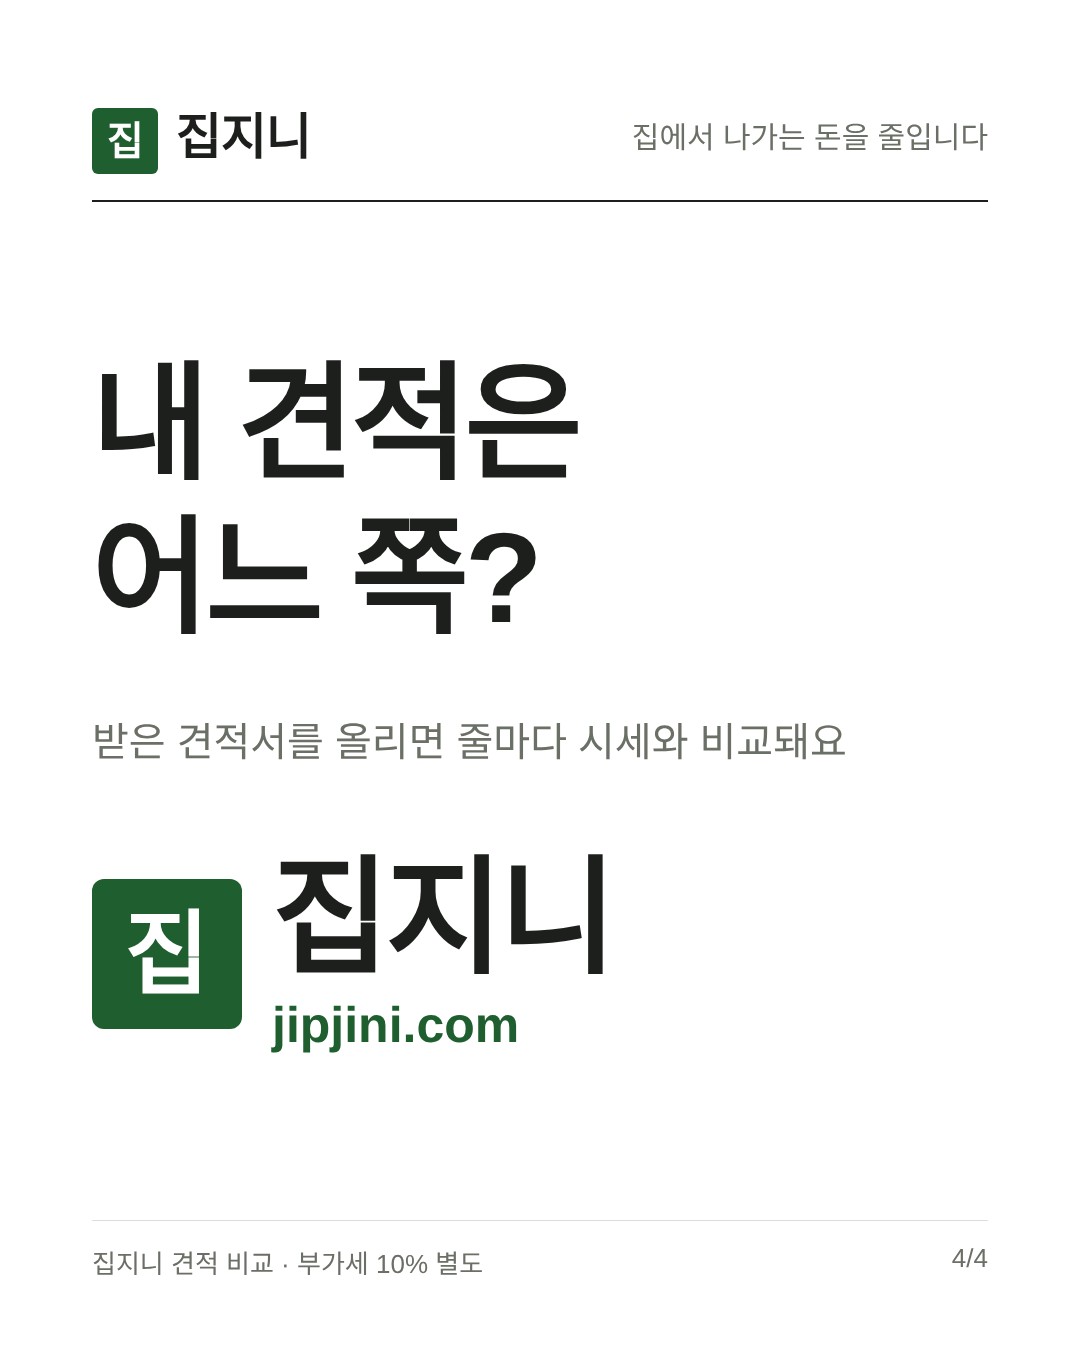 집 집지니
집에서 나가는 돈을 줄입니다
내 견적은
어느 쪽?
받은 견적서를 올리면 줄마다 시세와 비교돼요
집 집지니
jipjini.com
집지니 견적 비교 · 부가세 10% 별도
4/4